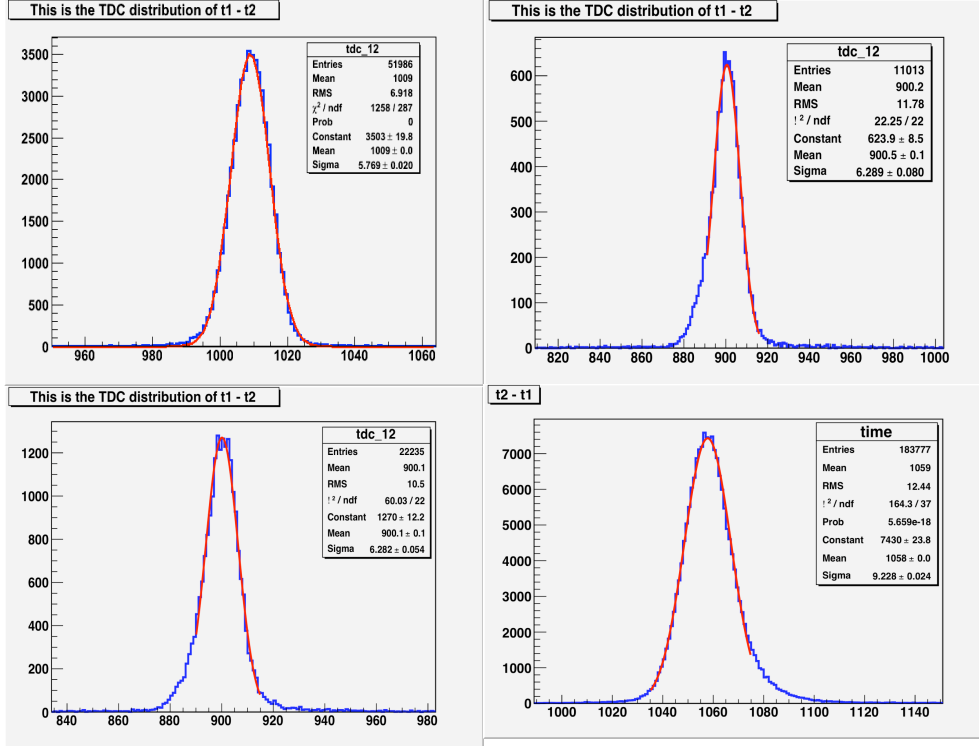 This is the TDC distribution of t1 - t2
tdc_12
Entries 51986
Mean 1009
RMS 6.918
χ² / ndf 1258 / 287
Prob 0
Constant 3503 ± 19.8
Mean 1009 ± 0.0
Sigma 5.769 ± 0.020
3500
3000
2500
2000
1500
1000
500
0
960 980 1000 1020 1040 1060
This is the TDC distribution of t1 - t2
tdc_12
Entries 11013
Mean 900.2
RMS 11.78
! ² / ndf 22.25 / 22
Constant 623.9 ± 8.5
Mean 900.5 ± 0.1
Sigma 6.289 ± 0.080
600
500
400
300
200
100
0
820 840 860 880 900 920 940 960 980 1000
This is the TDC distribution of t1 - t2
tdc_12
Entries 22235
Mean 900.1
RMS 10.5
! ² / ndf 60.03 / 22
Constant 1270 ± 12.2
Mean 900.1 ± 0.1
Sigma 6.282 ± 0.054
1200
1000
800
600
400
200
0
840 860 880 900 920 940 960 980
t2 - t1
time
Entries 183777
Mean 1059
RMS 12.44
! ² / ndf 164.3 / 37
Prob 5.659e-18
Constant 7430 ± 23.8
Mean 1058 ± 0.0
Sigma 9.228 ± 0.024
7000
6000
5000
4000
3000
2000
1000
0
1000 1020 1040 1060 1080 1100 1120 1140